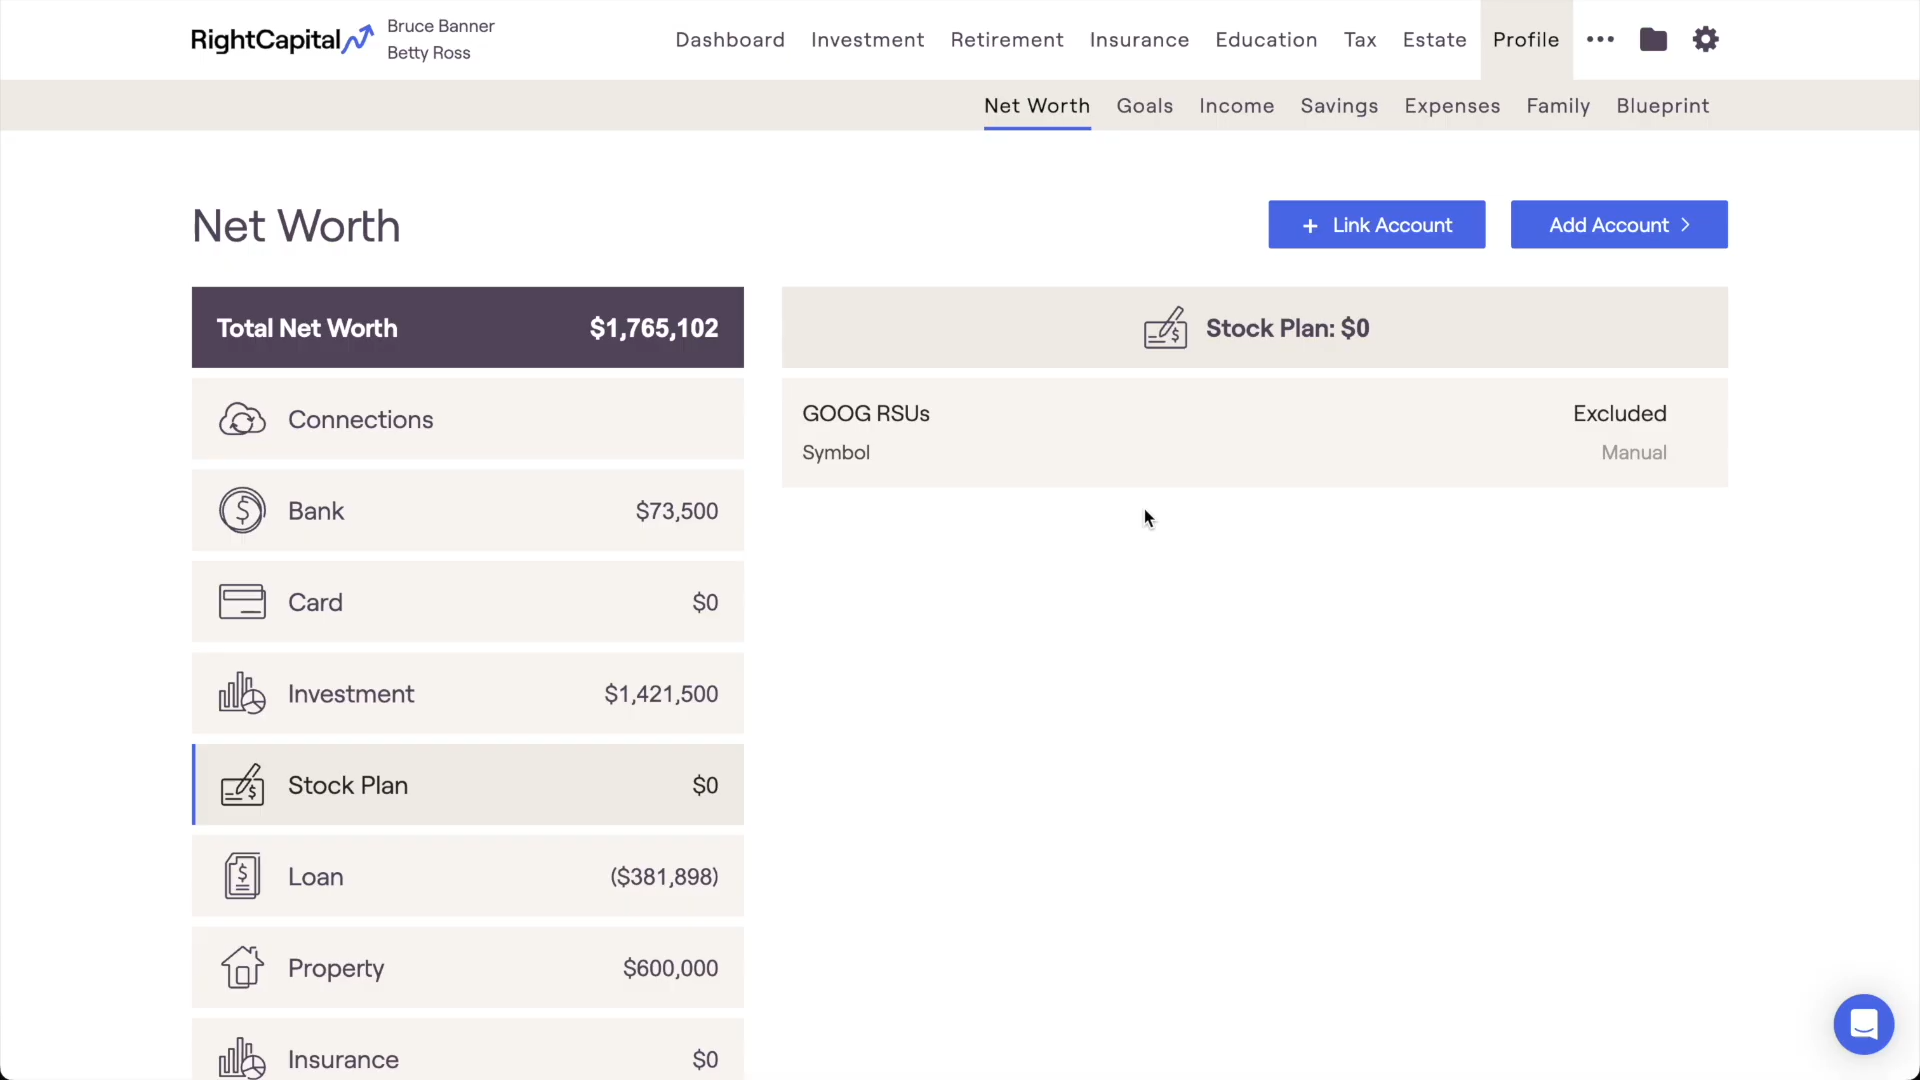 RightCapital
Bruce Banner
Betty Ross
Dashboard
Investment
Retirement
Insurance
Education
Tax
Estate
Profile
Net Worth
Goals
Income
Savings
Expenses
Family
Blueprint
Net Worth
+ Link Account
Add Account >
Total Net Worth $1,765,102
Connections
Bank $73,500
Card $0
Investment $1,421,500
Stock Plan $0
Loan ($381,898)
Property $600,000
Insurance $0
Stock Plan: $0
GOOG RSUs Excluded
Symbol Manual